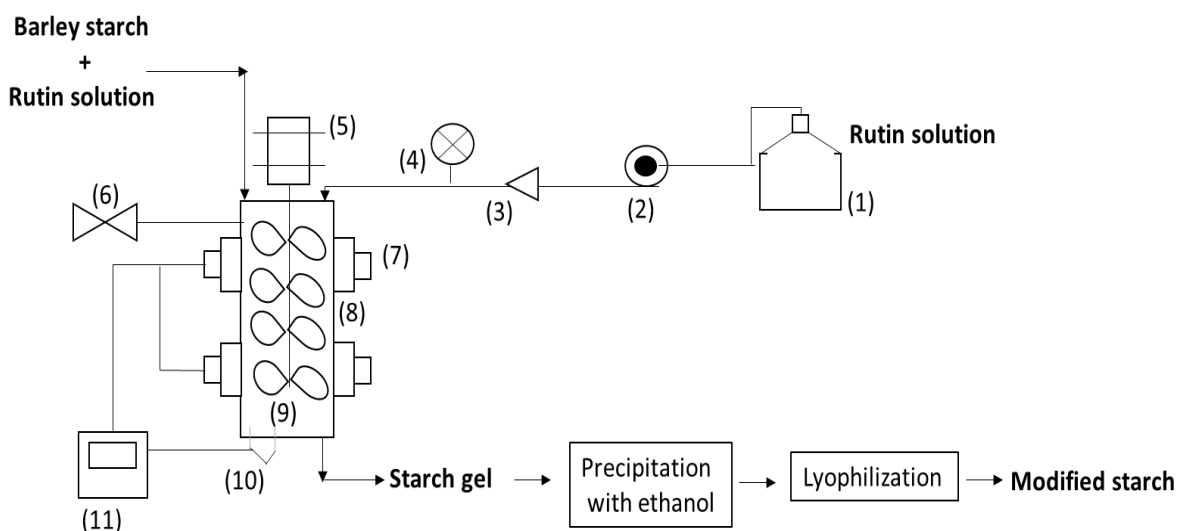 Barley starch
+
Rutin solution
(5)
(4)
Rutin solution
(6)
(3)
(2)
(1)
(7)
(8)
(9)
(10)
(11)
Starch gel
Precipitation
with ethanol
Lyophilization
Modified starch